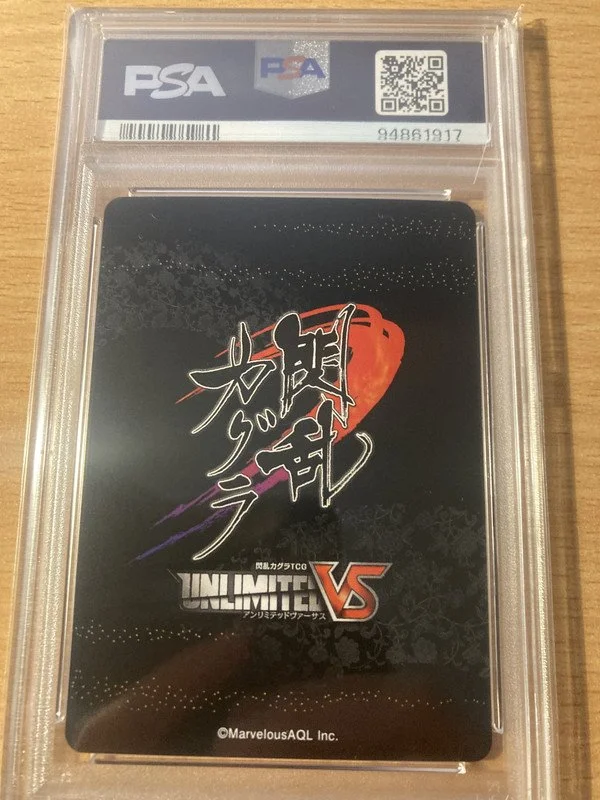 PSA
PSA
94861917
閃乱
カグラ
閃乱カグラTCG
UNLIMITED VS
アンリミテッドヴァーサス
©MarvelousAQL Inc.